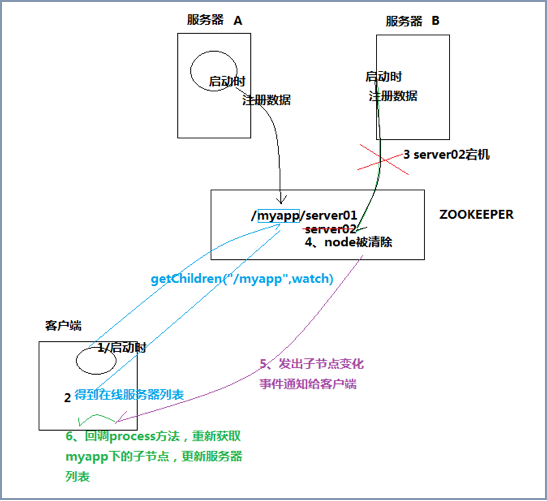 服务器 A
服务器 B
启动时
注册数据
启动时
注册数据
3 server02宕机
/myapp/server01
server02
4、node被清除
ZOOKEEPER
getChildren("/myapp",watch)
客户端
1/启动时
2 得到在线服务器列表
5、发出子节点变化
事件通知给客户端
6、回调process方法，重新获取
myapp下的子节点，更新服务器
列表